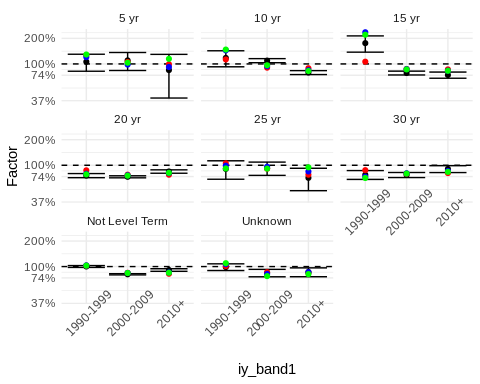 5 yr
10 yr
15 yr
200%
100%
74%
37%
20 yr
25 yr
30 yr
200%
100%
74%
37%
Factor
1990-1999
2000-2009
2010+
Not Level Term
Unknown
200%
100%
74%
37%
1990-1999
2000-2009
2010+
1990-1999
2000-2009
2010+
iy_band1